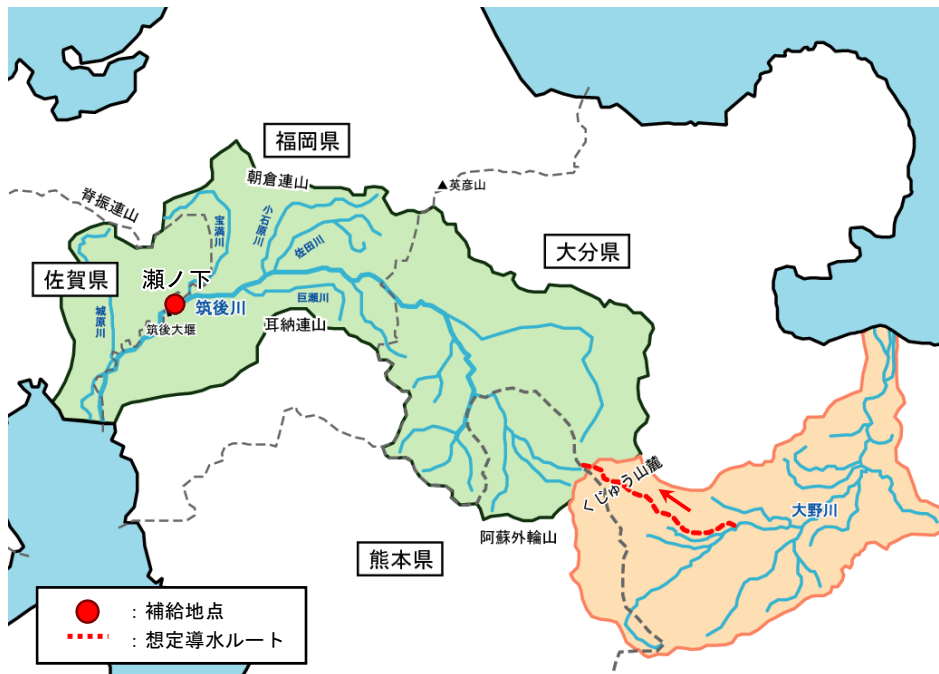 福岡県
▲英彦山
朝倉連山
脊振連山
宝満川
小石原川
佐田川
大分県
佐賀県
瀬ノ下
城原川
筑後川
巨瀬川
筑後大堰
耳納連山
くじゅう山麓
大野川
阿蘇外輪山
熊本県
：補給地点
：想定導水ルート